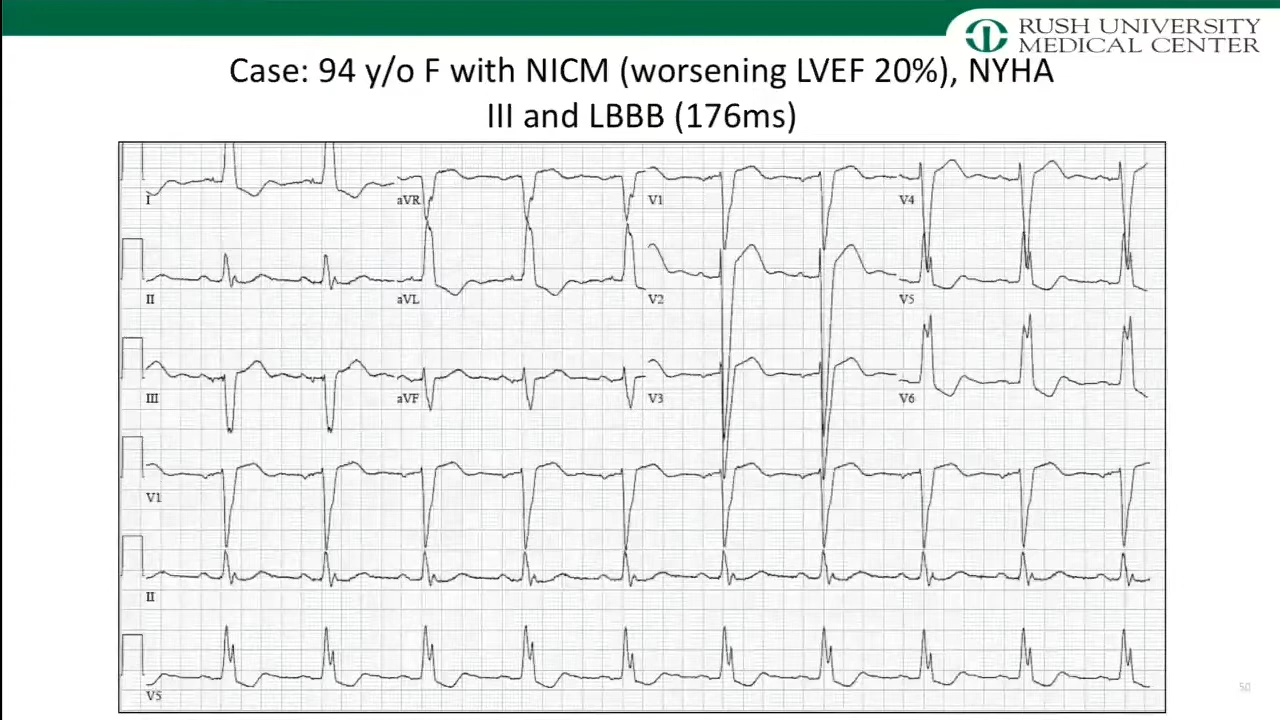 RUSH UNIVERSITY
MEDICAL CENTER
Case: 94 y/o F with NICM (worsening LVEF 20%), NYHA
III and LBBB (176ms)
I aVR V1 V4
II aVL V2 V5
III aVF V3 V6
V1
II
V5
50